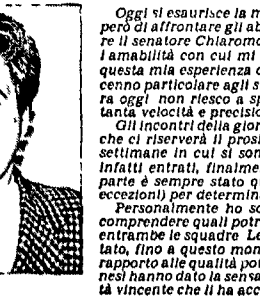 Oggi si esaurisce la m
però di affrontare gli ab
re il senatore Chiaromo
l amabilità con cui mi
questa mia esperienza
cenno particolare agli s
ra oggi non riesco a sp
tanta velocità e precisio
Gli incontri della gior
che ci riserverà il prosi
settimane in cui si son
infatti entrati, finalme
parte è sempre stato qu
eccezioni) per determin
Personalmente ho sc
comprendere quali potr
entrambe le squadre Le
tato, fino a questo mon
rapporto alle qualità pot
nesi hanno dato la sensa
tà vincente che li ha acc